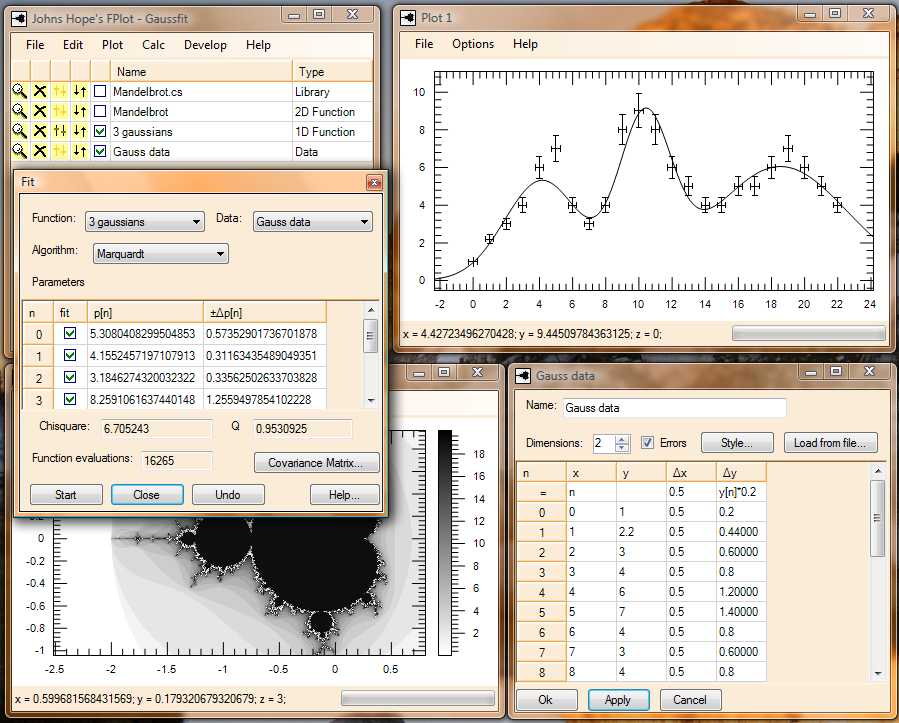 Johns Hope's FPlot - Gaussfit
File Edit Plot Calc Develop Help
Name Type
Mandelbrot.cs Library
Mandelbrot 2D Function
3 gaussians 1D Function
Gauss data Data
Fit
Function: 3 gaussians Data: Gauss data
Algorithm: Marquardt
Parameters
n fit p[n] ±Δp[n]
0 5.3080408299504853 0.57352901736701878
1 4.1552457197107913 0.31163435489049351
2 3.1846274320032322 0.33562502633703828
3 8.2591061637440148 1.2559497854102228
Chisquare: 6.705243 Q 0.9530925
Function evaluations: 16265 Covariance Matrix...
Start Close Undo Help...
Plot 1
File Options Help
10
8
6
4
2
0
-2 0 2 4 6 8 10 12 14 16 18 20 22 24
x = 4.42723496270428; y = 9.44509784363125; z = 0;
18
16
14
12
10
8
6
4
2
0
-0.2
-0.4
-0.6
-0.8
-1
-2.5 -2 -1.5 -1 -0.5 0 0.5
x = 0.599681568431569; y = 0.179320679320679; z = 3;
Gauss data
Name: Gauss data
Dimensions: 2 Errors Style... Load from file...
n x y Δx Δy
= n 0.5 y[n]*0.2
0 0 1 0.5 0.2
1 1 2.2 0.5 0.44000
2 2 3 0.5 0.60000
3 3 4 0.5 0.8
4 4 6 0.5 1.20000
5 5 7 0.5 1.40000
6 6 4 0.5 0.8
7 7 3 0.5 0.60000
8 8 4 0.5 0.8
Ok Apply Cancel